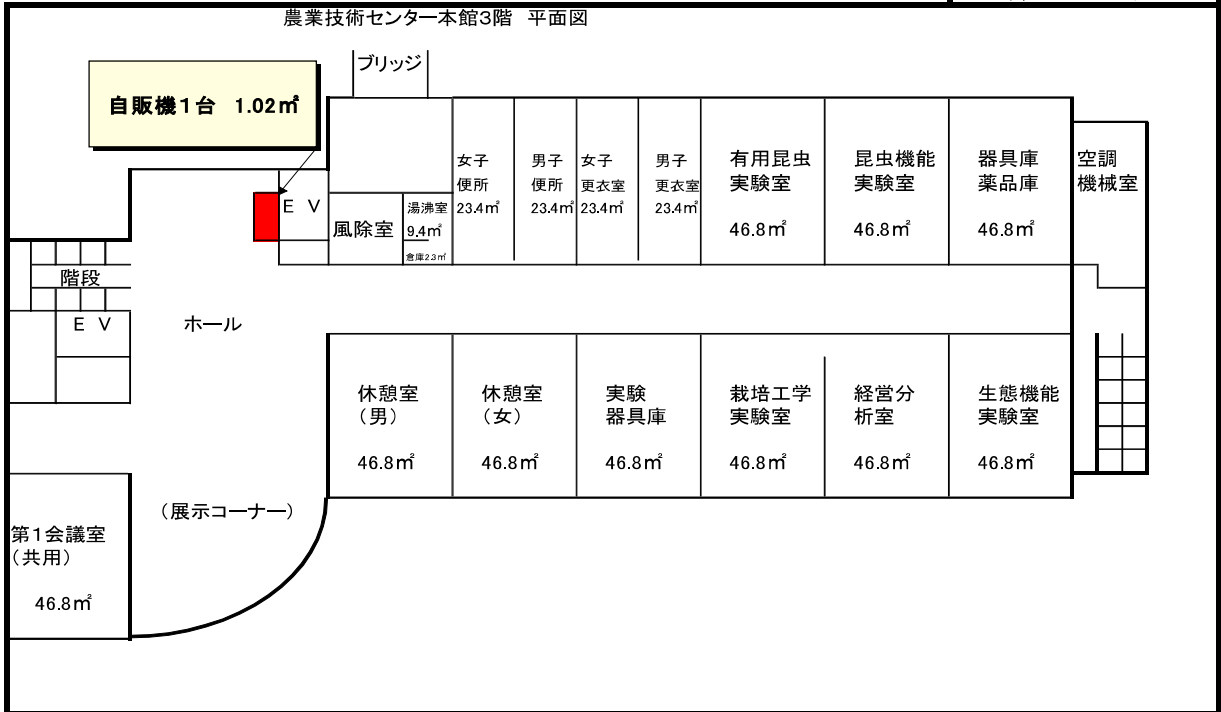 農業技術センター本館3階 平面図
ブリッジ
自販機1台 1.02㎡
女子
便所
23.4㎡
男子
便所
23.4㎡
女子
更衣室
23.4㎡
男子
更衣室
23.4㎡
有用昆虫
実験室
46.8㎡
昆虫機能
実験室
46.8㎡
器具庫
薬品庫
46.8㎡
空調
機械室
E V
風除室
湯沸室
9.4㎡
倉庫2.3㎡
階段
E V
ホール
休憩室
(男)
46.8㎡
休憩室
(女)
46.8㎡
実験
器具庫
46.8㎡
栽培工学
実験室
46.8㎡
経営分
析室
46.8㎡
生態機能
実験室
46.8㎡
(展示コーナー)
第1会議室
(共用)
46.8㎡